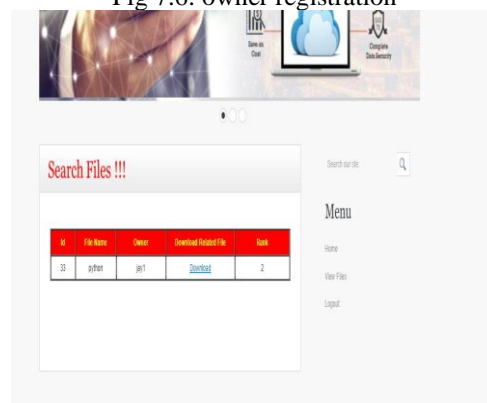 Fig 7.6: owner registration
Save on
Cost
Complete
Data Security
Search Files !!!
Search our site:
Menu
Id File Name Owner Download Related File Rank
33 python jay1 Download 2
Home
View Files
Logout